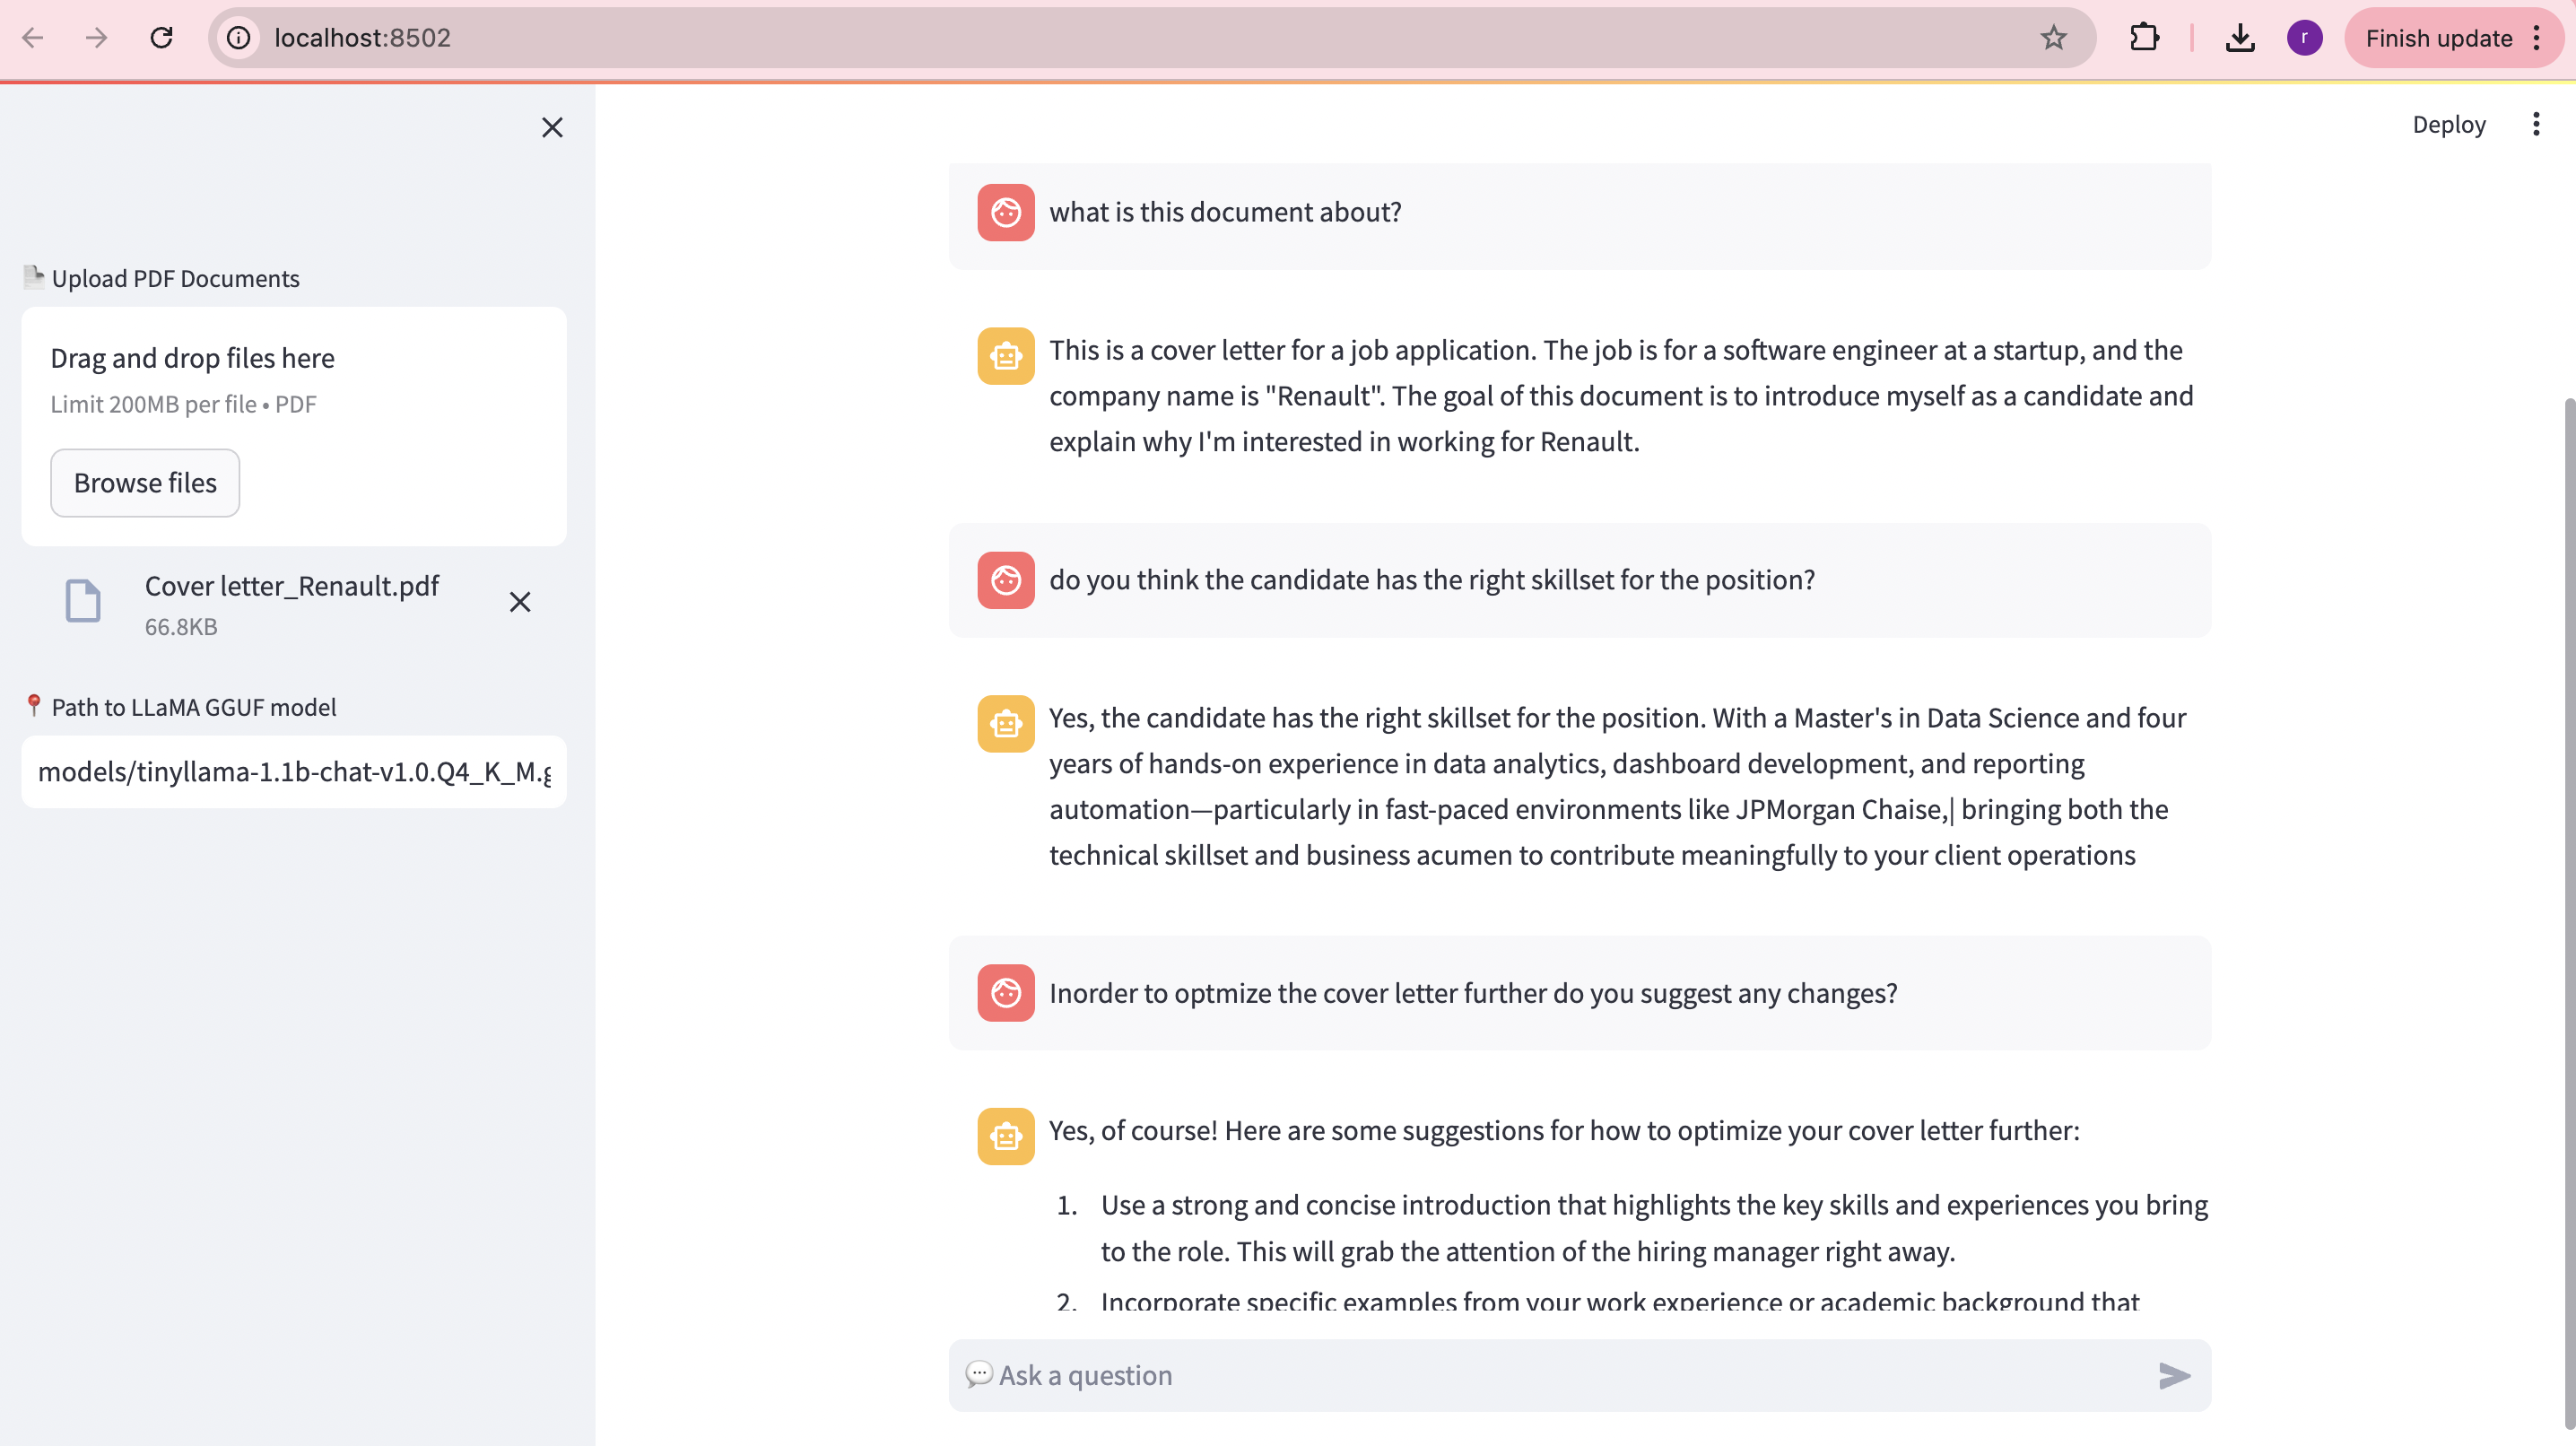 localhost:8502
r
Finish update
Deploy
Upload PDF Documents
Drag and drop files here
Limit 200MB per file • PDF
Browse files
Cover letter_Renault.pdf
66.8KB
Path to LLaMA GGUF model
models/tinyllama-1.1b-chat-v1.0.Q4_K_M.g
what is this document about?
This is a cover letter for a job application. The job is for a software engineer at a startup, and the
company name is "Renault". The goal of this document is to introduce myself as a candidate and
explain why I'm interested in working for Renault.
do you think the candidate has the right skillset for the position?
Yes, the candidate has the right skillset for the position. With a Master's in Data Science and four
years of hands-on experience in data analytics, dashboard development, and reporting
automation—particularly in fast-paced environments like JPMorgan Chaise,| bringing both the
technical skillset and business acumen to contribute meaningfully to your client operations
Inorder to optmize the cover letter further do you suggest any changes?
Yes, of course! Here are some suggestions for how to optimize your cover letter further:
1. Use a strong and concise introduction that highlights the key skills and experiences you bring
to the role. This will grab the attention of the hiring manager right away.
2. Incorporate specific examples from your work experience or academic background that
Ask a question